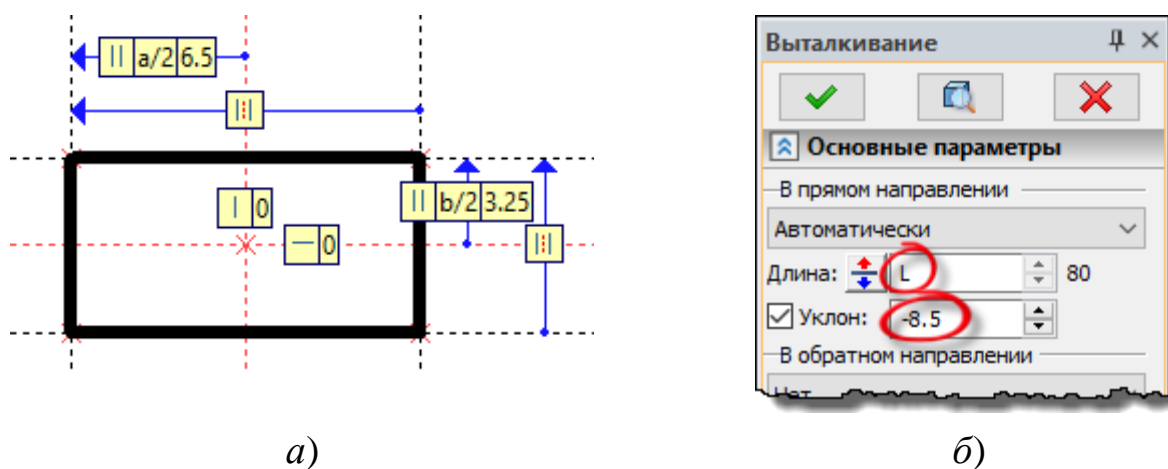 || a/2 6.5
|| b/2 3.25
| 0
— 0
а)
Выталкивание
Основные параметры
В прямом направлении
Автоматически
Длина: L 80
Уклон: -8.5
В обратном направлении
Нет
б)